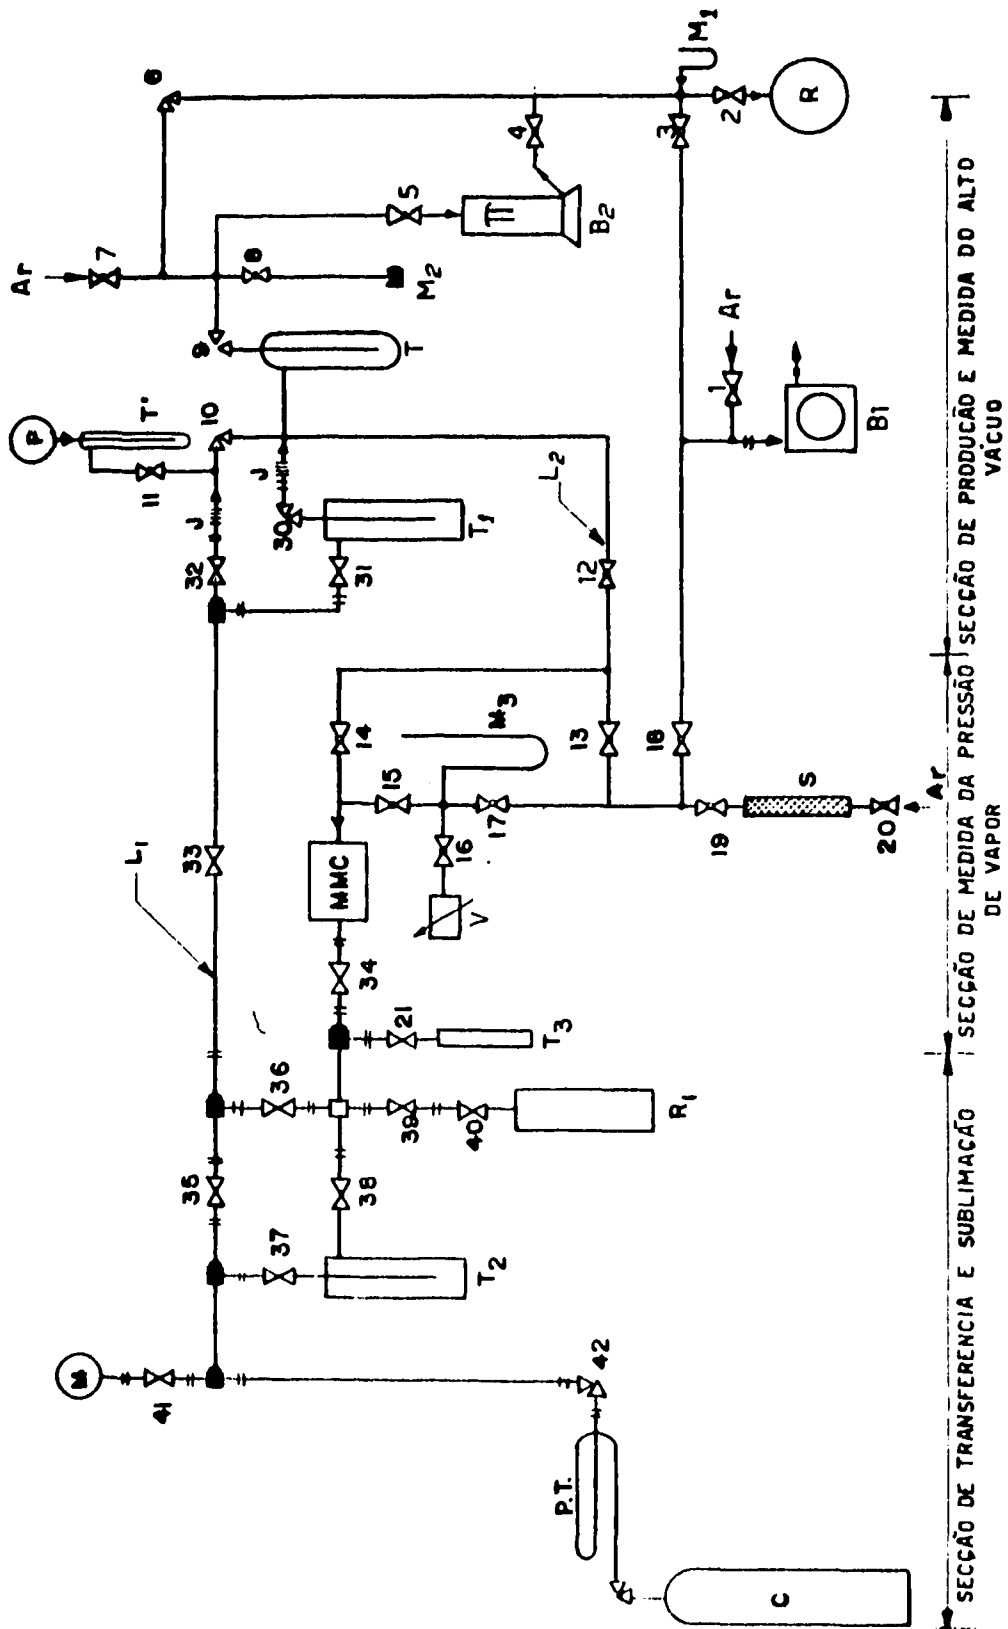 SECÇÃO DE TRANSFERENCIA E SUBLIMAÇÃO
SECÇÃO DE MEDIDA DA PRESSÃO
DE VAPOR
SECÇÃO DE PRODUÇÃO E MEDIDA DO ALTO
VÁCUO
M
41
P.T.
42
C
35
37
T2
38
36
39
40
R1
L1
33
34
21
T3
MMC
14
15
M3
16
V
17
13
18
19
S
20
Ar
32
J
31
T1
30
J
L2
12
11
T'
P
10
9
T
Ar
7
8
M2
5
B2
4
6
3
M1
2
R
1
Ar
B1